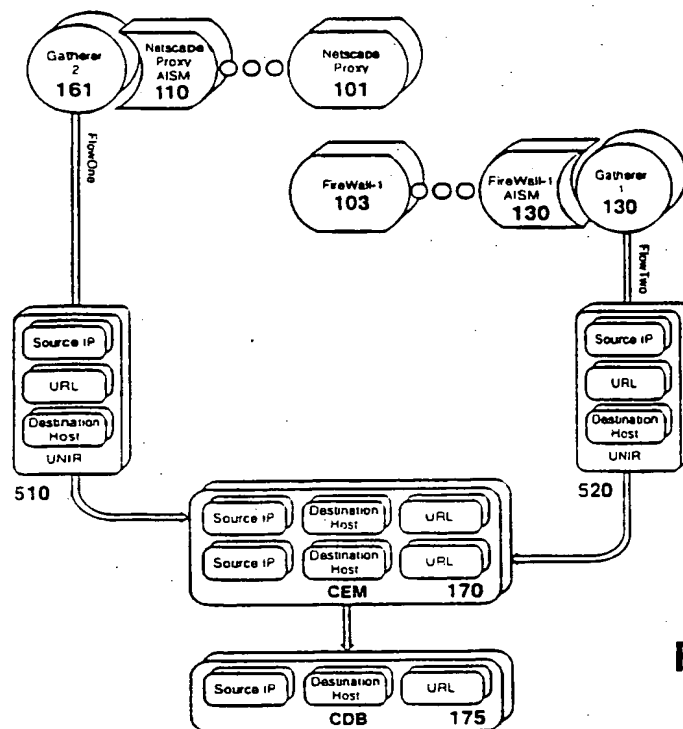 Gatherer
2
161
Netscape
Proxy
AISM
110
Netscape
Proxy
101
FlowOne
FireWall-1
103
FireWall-1
AISM
130
Gatherer
1
130
FlowTwo
Source IP
URL
Destination
Host
UNIR
510
Source IP
URL
Destination
Host
UNIR
520
Source IP
Destination
Host
URL
Source IP
Destination
Host
URL
CEM 170
Source IP
Destination
Host
URL
CDB 175